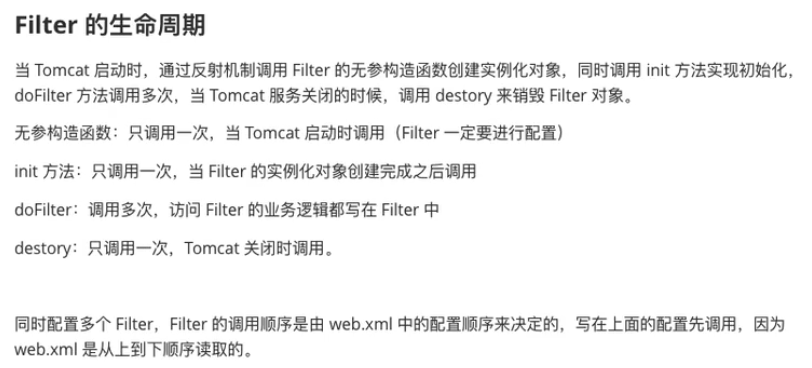 Filter 的生命周期
当 Tomcat 启动时，通过反射机制调用 Filter 的无参构造函数创建实例化对象，同时调用 init 方法实现初始化，
doFilter 方法调用多次，当 Tomcat 服务关闭的时候，调用 destory 来销毁 Filter 对象。
无参构造函数：只调用一次，当 Tomcat 启动时调用（Filter 一定要进行配置）
init 方法：只调用一次，当 Filter 的实例化对象创建完成之后调用
doFilter：调用多次，访问 Filter 的业务逻辑都写在 Filter 中
destory：只调用一次，Tomcat 关闭时调用。
同时配置多个 Filter，Filter 的调用顺序是由 web.xml 中的配置顺序来决定的，写在上面的配置先调用，因为
web.xml 是从上到下顺序读取的。